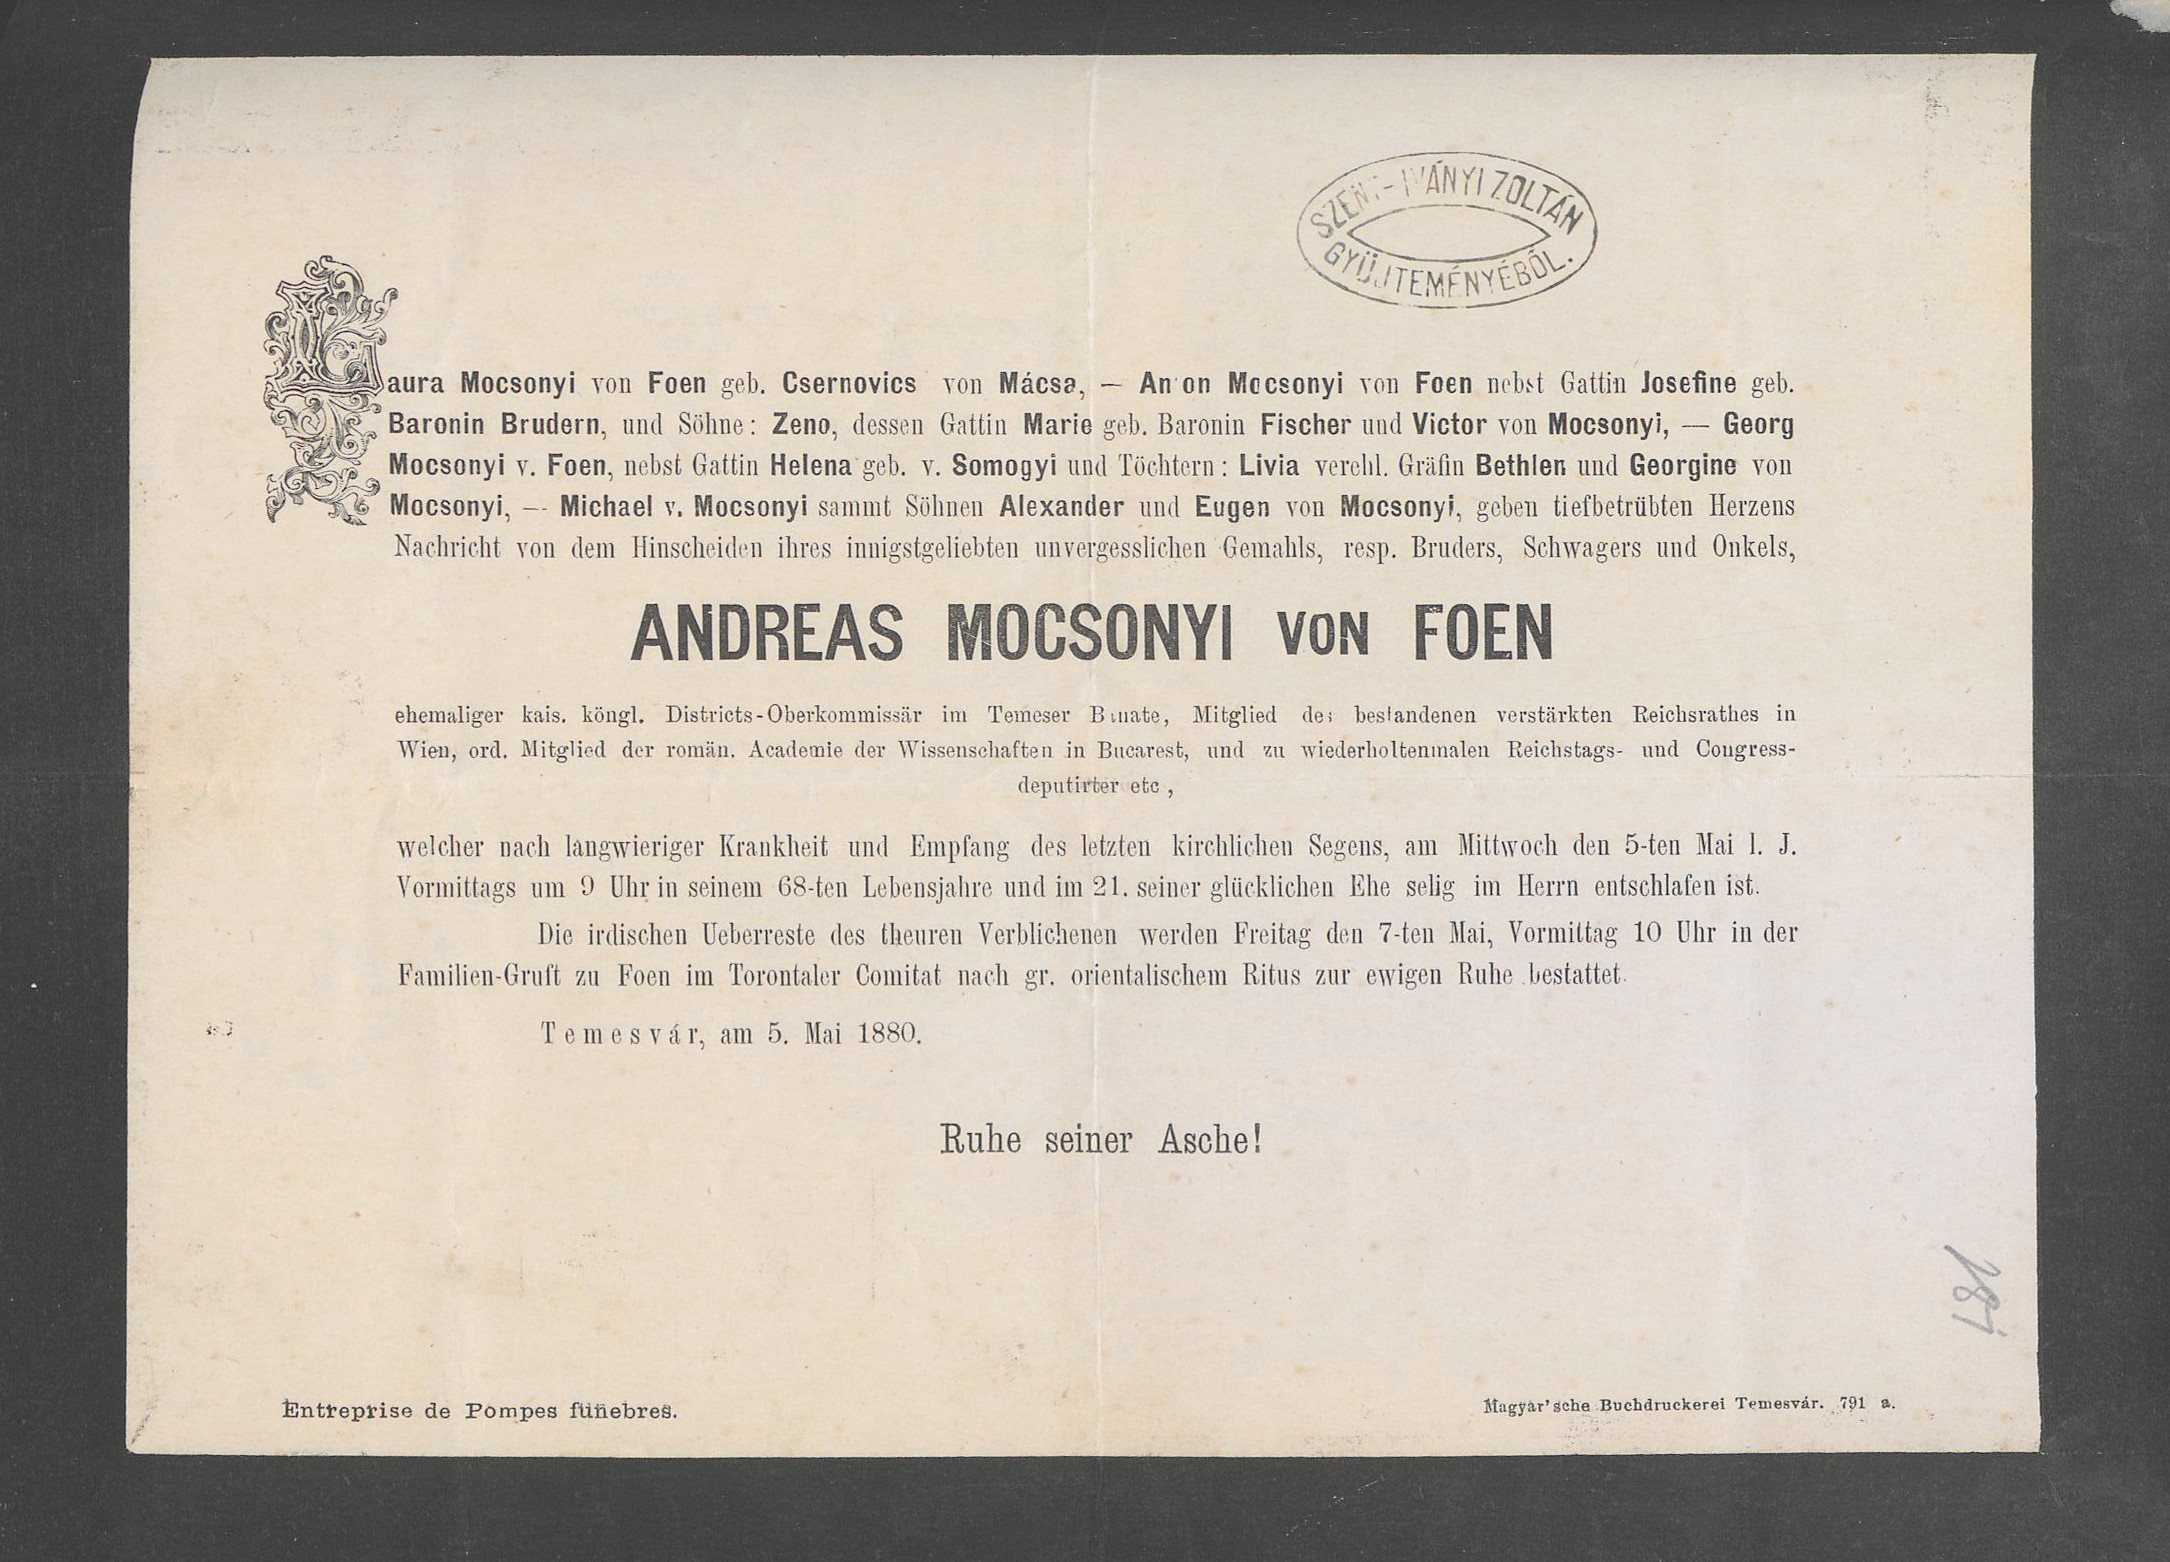 SZENT-IVÁNYI ZOLTÁN
GYŰJTEMÉNYÉBŐL.
Laura Mocsonyi von Foen geb. Csernovics von Mácsa, — Anton Mocsonyi von Foen nebst Gattin Josefine geb.
Baronin Brudern, und Söhne: Zeno, dessen Gattin Marie geb. Baronin Fischer und Victor von Mocsonyi, — Georg
Mocsonyi v. Foen, nebst Gattin Helena geb. v. Somogyi und Töchtern: Livia verehl. Gräfin Bethlen und Georgine von
Mocsonyi, — Michael v. Mocsonyi sammt Söhnen Alexander und Eugen von Mocsonyi, geben tiefbetrübten Herzens
Nachricht von dem Hinscheiden ihres innigstgeliebten unvergesslichen Gemahls, resp. Bruders, Schwagers und Onkels,
ANDREAS MOCSONYI VON FOEN
ehemaliger kais. köngl. Districts-Oberkommissär im Temeser Banate, Mitglied des bestandenen verstärkten Reichsrathes in
Wien, ord. Mitglied der román. Academie der Wissenschaften in Bucarest, und zu wiederholtenmalen Reichstags- und Congress-
deputirter etc,
welcher nach langwieriger Krankheit und Empfang des letzten kirchlichen Segens, am Mittwoch den 5-ten Mai l. J.
Vormittags um 9 Uhr in seinem 68-ten Lebensjahre und im 21. seiner glücklichen Ehe selig im Herrn entschlafen ist.
Die irdischen Ueberreste des theuren Verblichenen werden Freitag den 7-ten Mai, Vormittag 10 Uhr in der
Familien-Gruft zu Foen im Torontaler Comitat nach gr. orientalischem Ritus zur ewigen Ruhe bestattet.
Temesvár, am 5. Mai 1880.
Ruhe seiner Asche!
Entreprise de Pompes fünebres.
Magyar'sche Buchdruckerei Temesvár. 791 a.